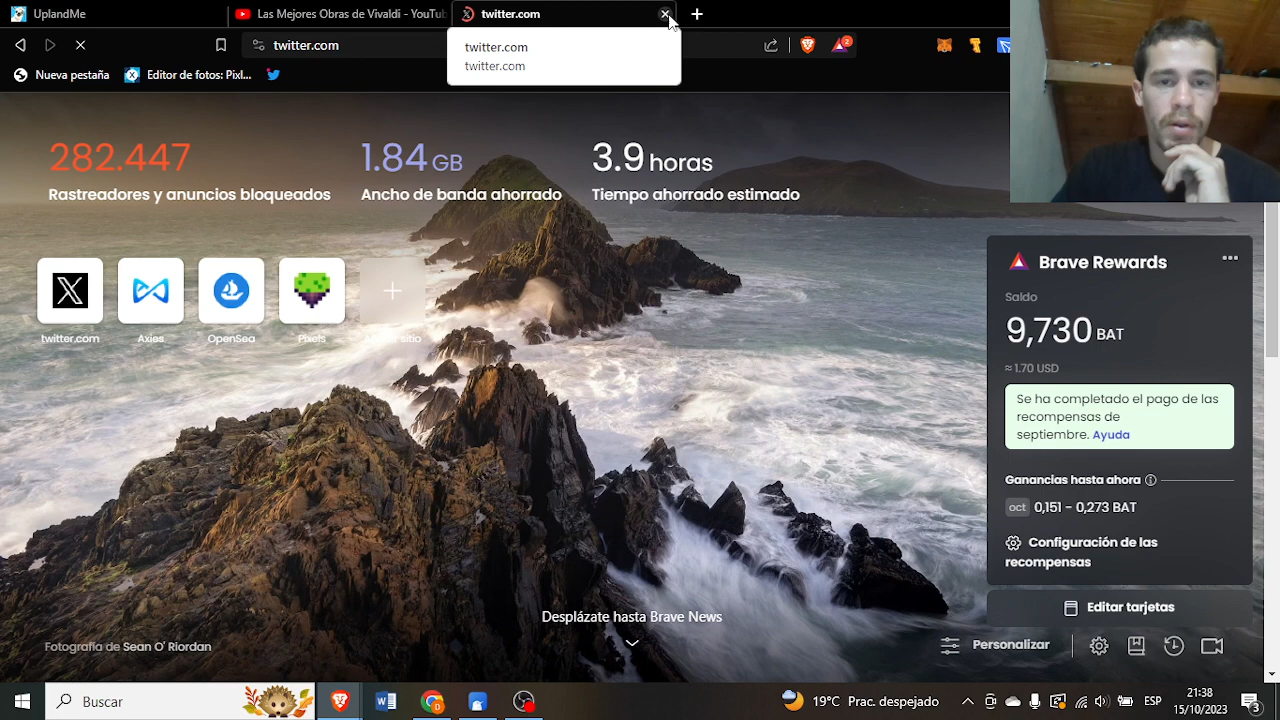 UplandMe
Las Mejores Obras de Vivaldi - YouTu
twitter.com
twitter.com
2
twitter.com
twitter.com
Nueva pestaña
Editor de fotos: Pixl...
282.447
Rastreadores y anuncios bloqueados
1.84 GB
Ancho de banda ahorrado
3.9 horas
Tiempo ahorrado estimado
twitter.com
Axies
OpenSea
Pixels
Brave Rewards
Saldo
9,730 BAT
≈ 1.70 USD
Se ha completado el pago de las
recompensas de
septiembre. Ayuda
Ganancias hasta ahora
oct 0,151 - 0,273 BAT
Configuración de las
recompensas
Editar tarjetas
Desplázate hasta Brave News
Fotografía de Sean O' Riordan
Personalizar
Buscar
19°C Prac. despejado
ESP
21:38
15/10/2023
3